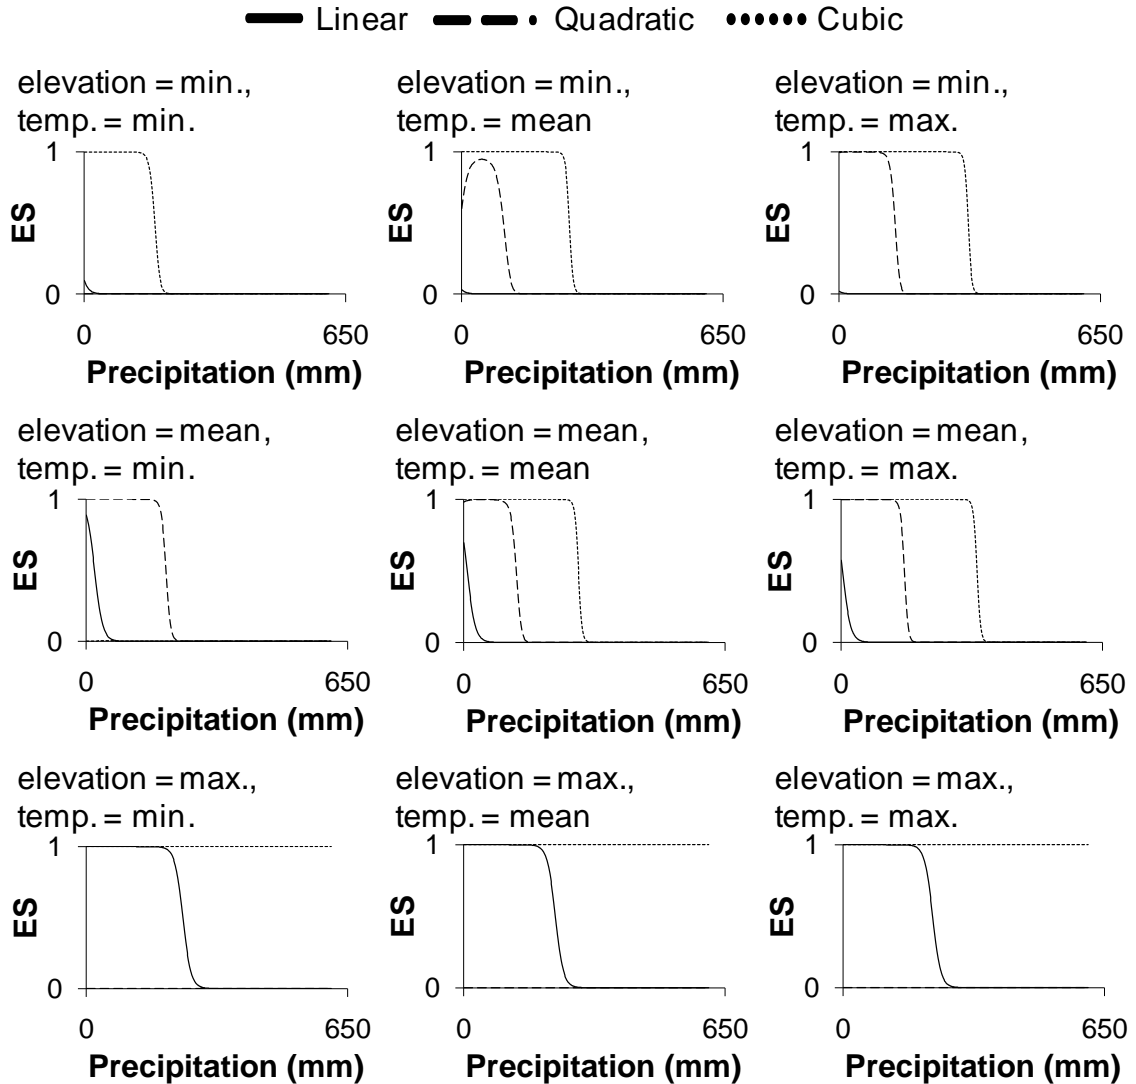 Linear Quadratic Cubic
elevation = min., elevation = min., elevation = min.,
temp. = min. temp. = mean temp. = max.
1 1 1
ES ES ES
0 0 0
0 650 0 650 0 650
Precipitation (mm) Precipitation (mm) Precipitation (mm)
elevation = mean, elevation = mean, elevation = mean,
temp. = min. temp. = mean temp. = max.
1 1 1
ES ES ES
0 0 0
0 650 0 650 0 650
Precipitation (mm) Precipitation (mm) Precipitation (mm)
elevation = max., elevation = max., elevation = max.,
temp. = min. temp. = mean temp. = max.
1 1 1
ES ES ES
0 0 0
0 650 0 650 0 650
Precipitation (mm) Precipitation (mm) Precipitation (mm)